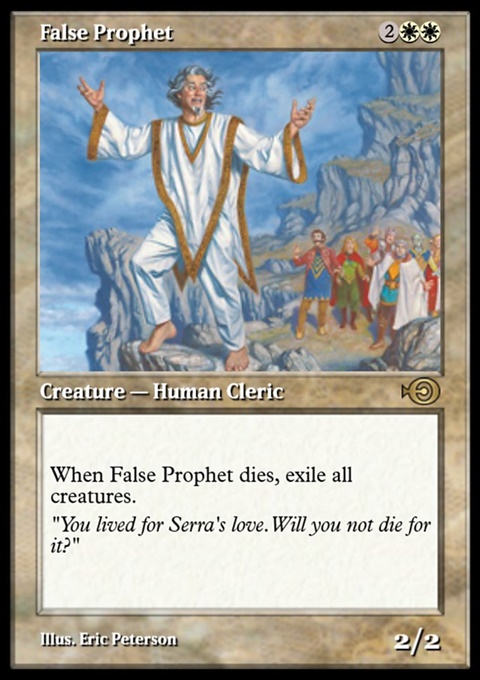 False Prophet 2
Creature — Human Cleric
When False Prophet dies, exile all
creatures.
"You lived for Serra's love. Will you not die for
it?"
Illus. Eric Peterson 2/2